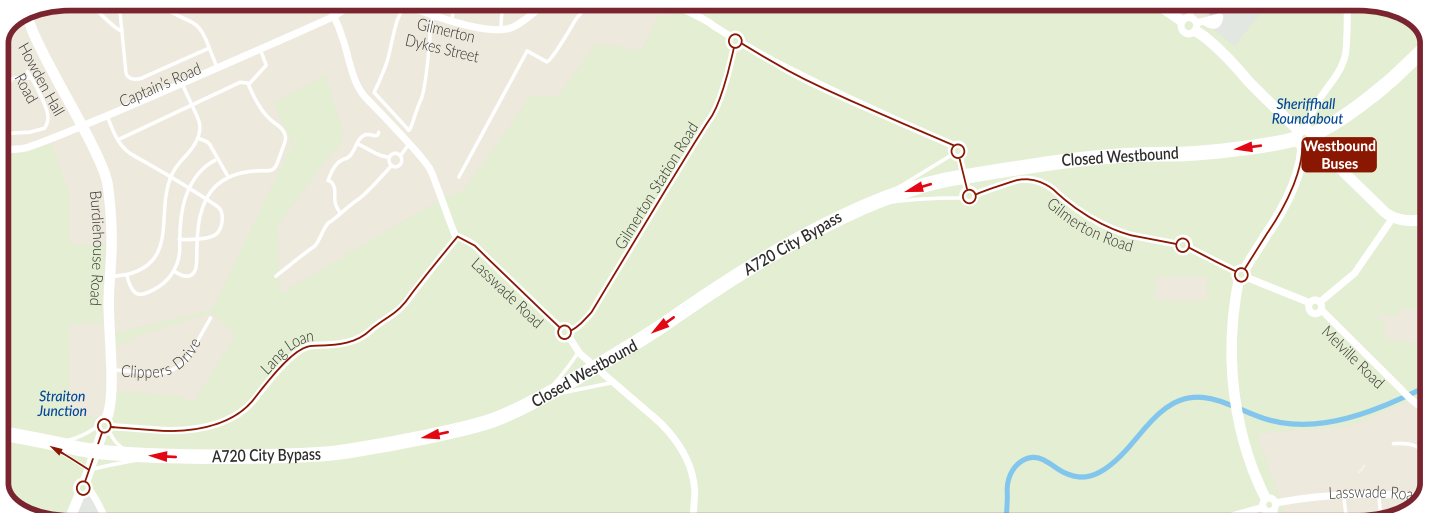 Gilmerton
Dykes Street
Howden Hall
Road
Captain's Road
Sheriffhall
Roundabout
Westbound
Buses
Closed Westbound
Gilmerton Station Road
Burdiehouse Road
Gilmerton Road
A720 City Bypass
Lasswade Road
Lang Loan
Clippers Drive
Melville Road
Closed Westbound
Straiton
Junction
A720 City Bypass
Lasswade Roa